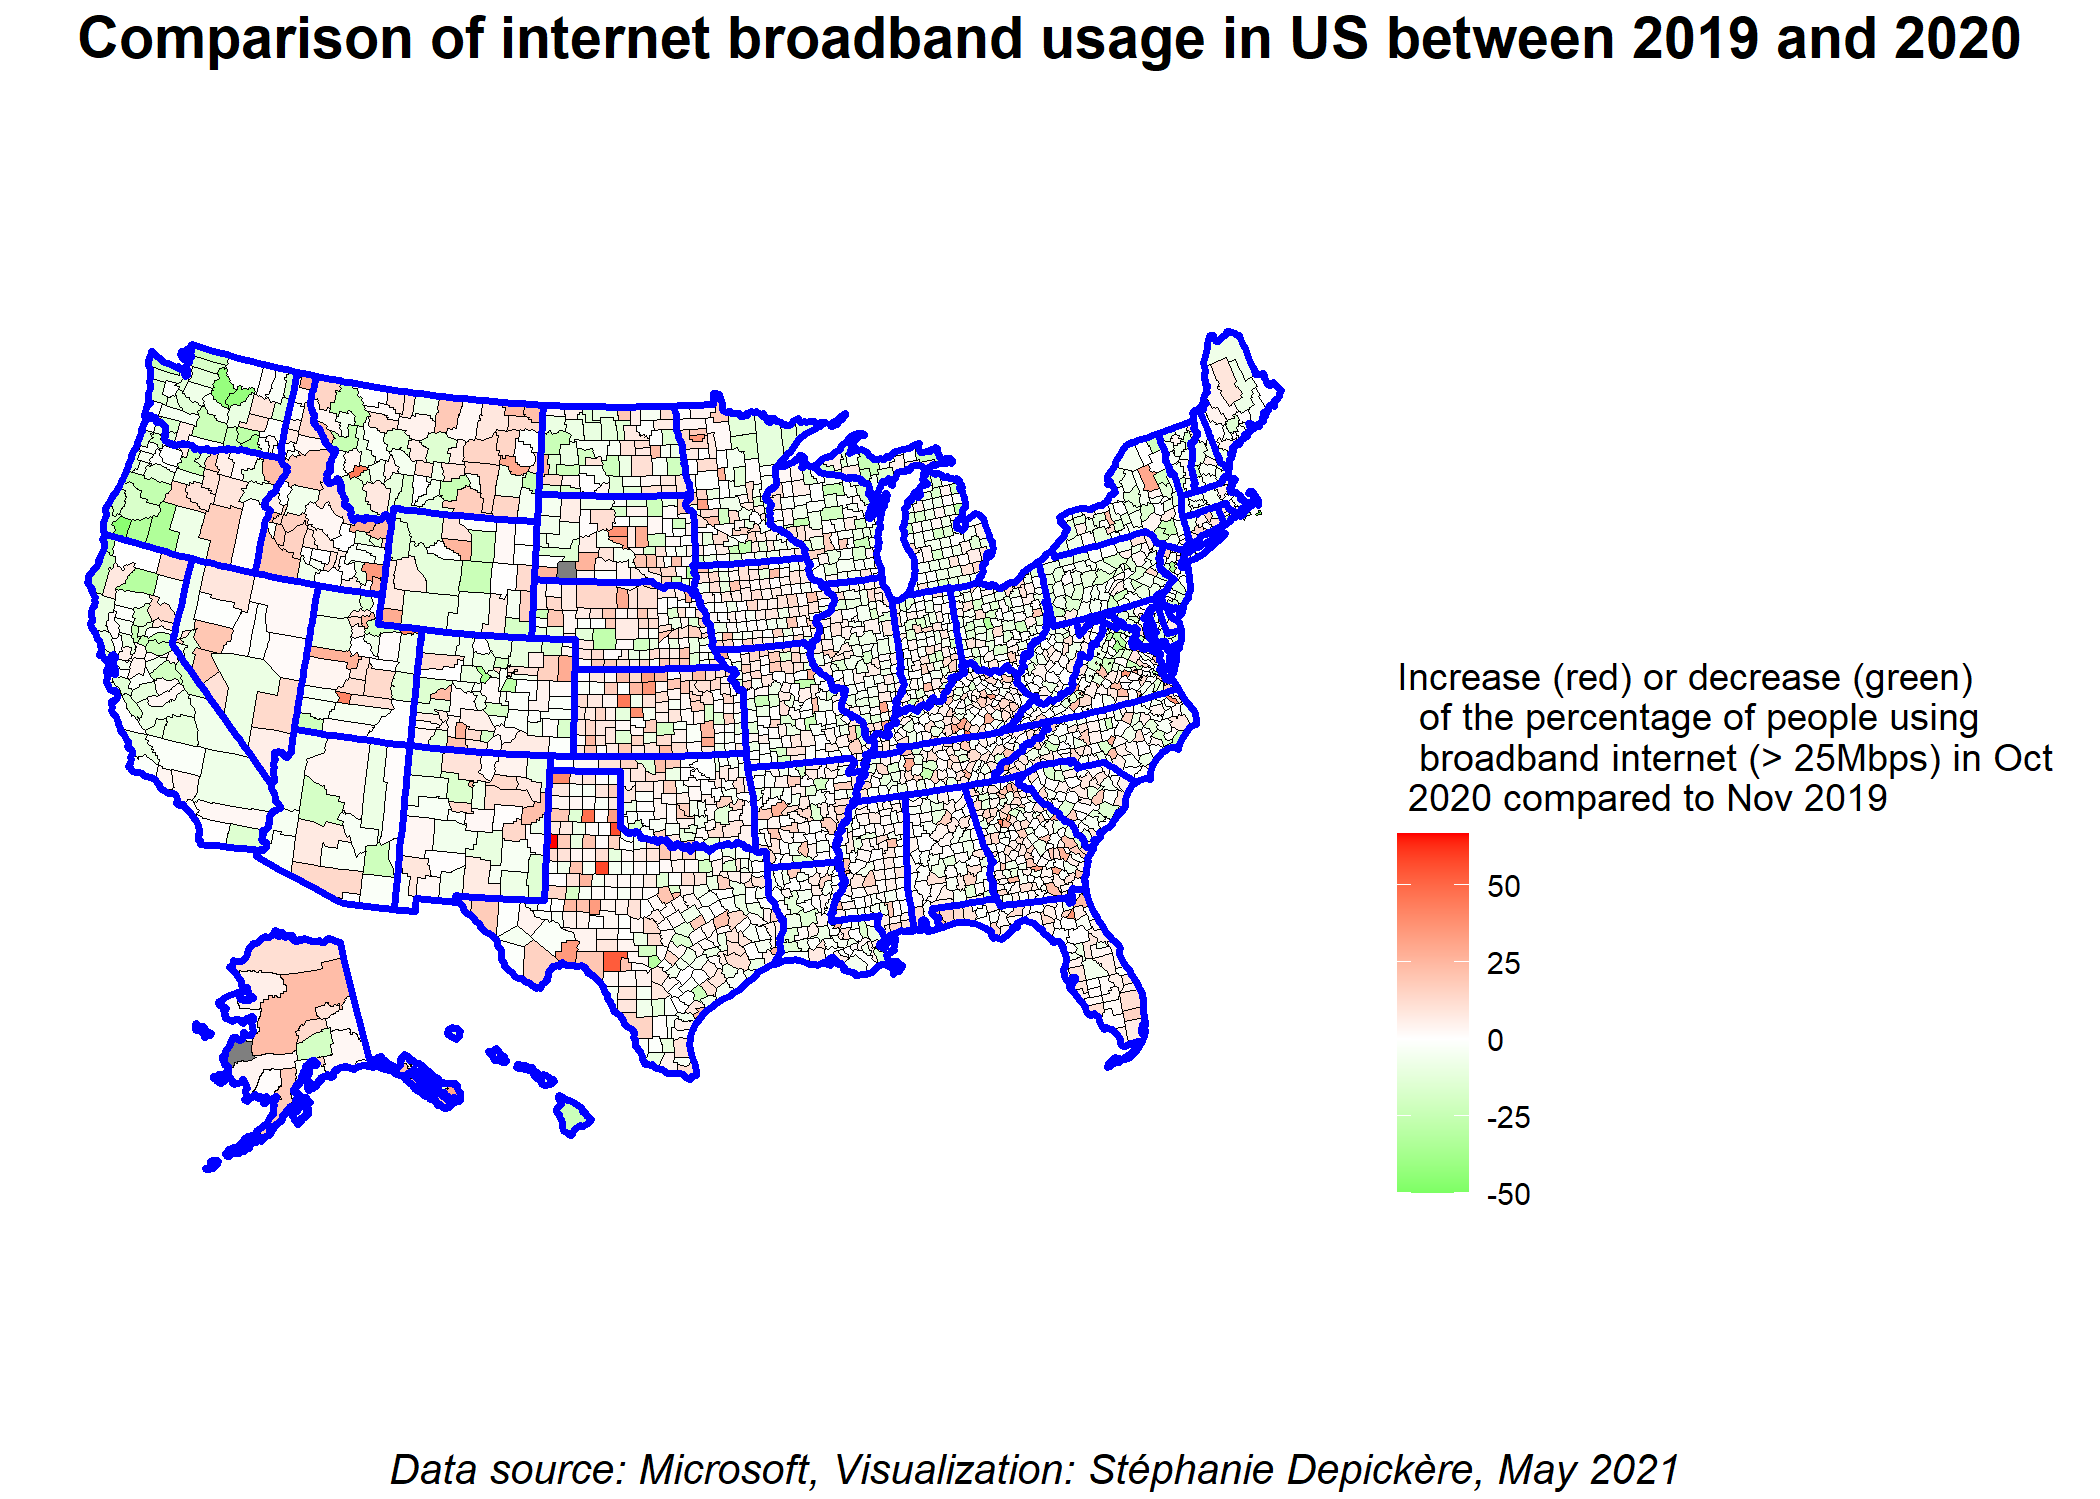 Comparison of internet broadband usage in US between 2019 and 2020
Increase (red) or decrease (green)
of the percentage of people using
broadband internet (> 25Mbps) in Oct
2020 compared to Nov 2019
50
25
0
-25
-50
Data source: Microsoft, Visualization: Stéphanie Depickère, May 2021